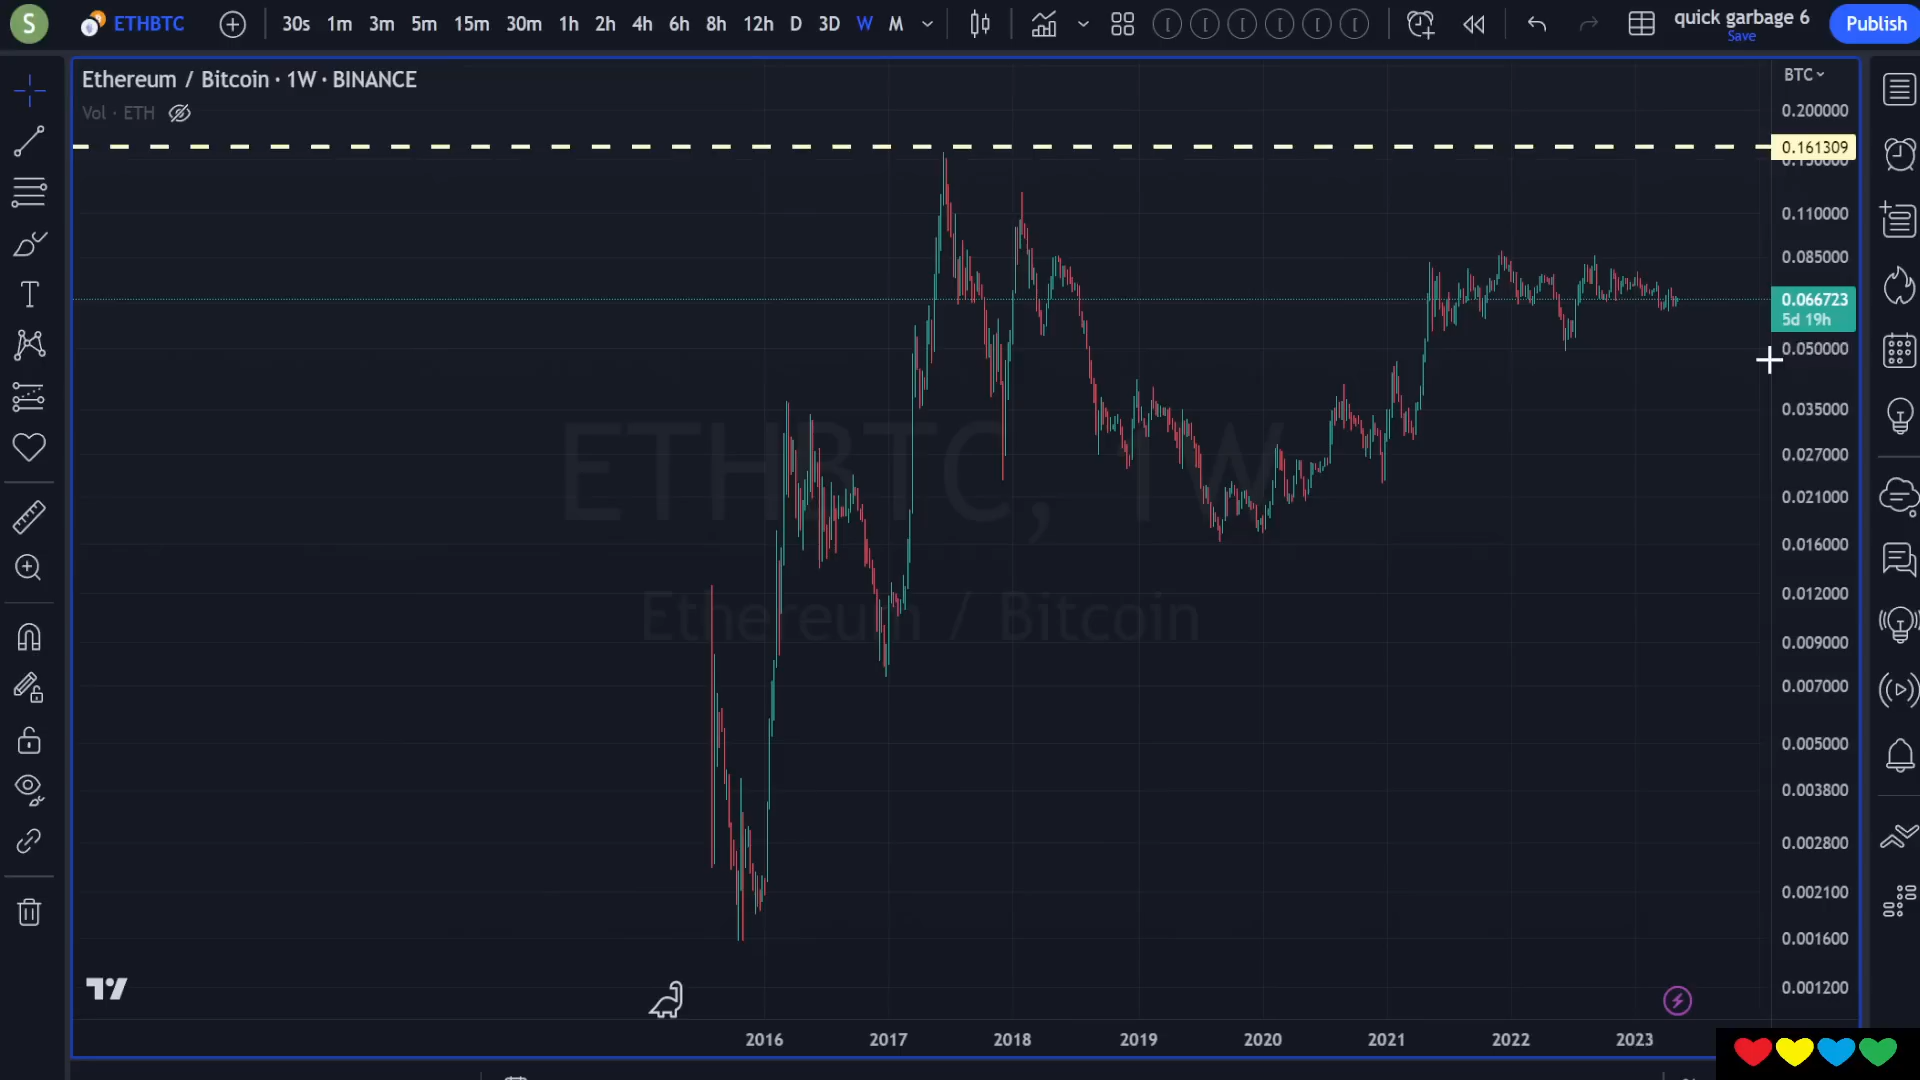 S ETHBTC 30s 1m 3m 5m 15m 30m 1h 2h 4h 6h 8h 12h D 3D W M quick garbage 6 Publish
Save
Ethereum / Bitcoin · 1W · BINANCE
Vol · ETH
BTC
0.200000
0.161309
0.150000
0.110000
0.085000
0.066723
5d 19h
0.050000
0.035000
0.027000
0.021000
0.016000
0.012000
0.009000
0.007000
0.005000
0.003800
0.002800
0.002100
0.001600
0.001200
ETHBTC, 1W
Ethereum / Bitcoin
2016 2017 2018 2019 2020 2021 2022 2023